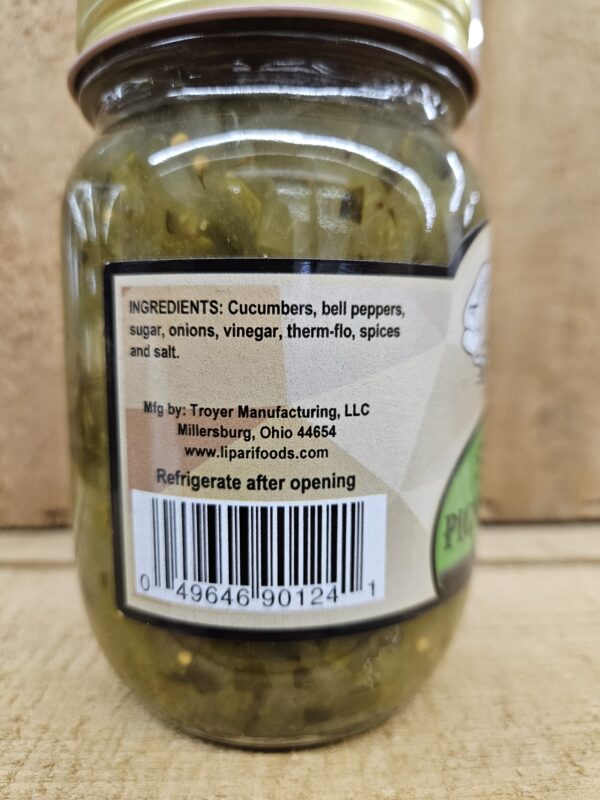 INGREDIENTS: Cucumbers, bell peppers,
sugar, onions, vinegar, therm-flo, spices
and salt.
Mfg by: Troyer Manufacturing, LLC
Millersburg, Ohio 44654
www.liparifoods.com
Refrigerate after opening
0 49646 90124 1